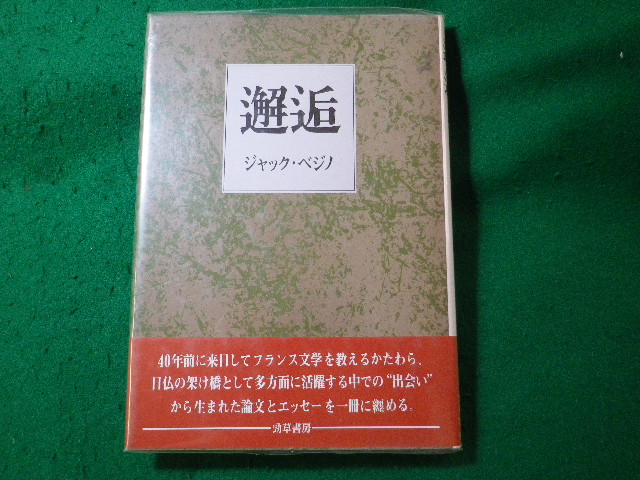 邂逅
ジャック・ベジノ
40年前に来日してフランス文学を教えるかたわら、
日仏の架け橋として多方面に活躍する中での“出会い”
から生まれた論文とエッセーを一冊に纏める。
勁草書房